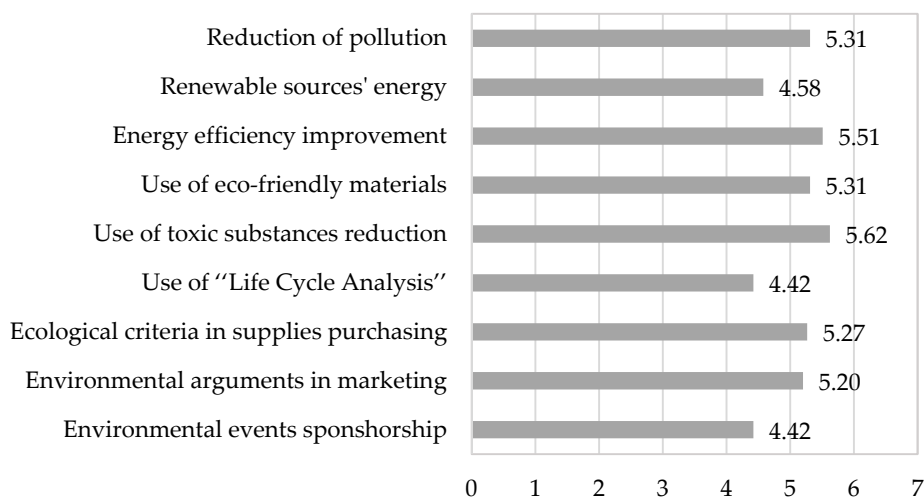 Reduction of pollution 5.31
Renewable sources' energy 4.58
Energy efficiency improvement 5.51
Use of eco-friendly materials 5.31
Use of toxic substances reduction 5.62
Use of ‘‘Life Cycle Analysis’’ 4.42
Ecological criteria in supplies purchasing 5.27
Environmental arguments in marketing 5.20
Environmental events sponshorship 4.42
0 1 2 3 4 5 6 7